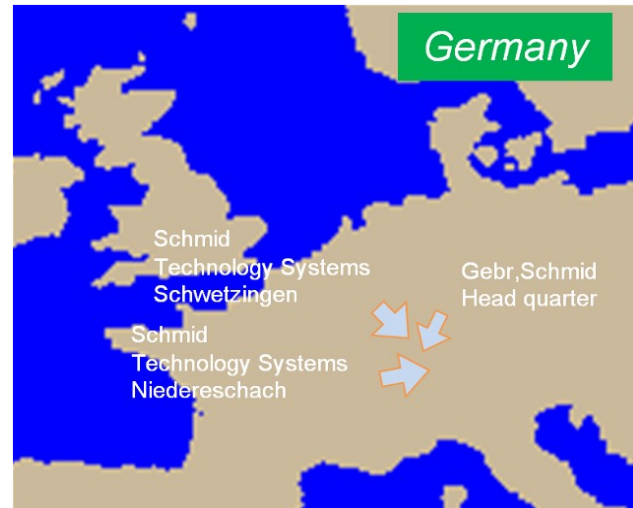 Germany
Schmid
Technology Systems
Schwetzingen
Gebr,Schmid
Head quarter
Schmid
Technology Systems
Niedereschach